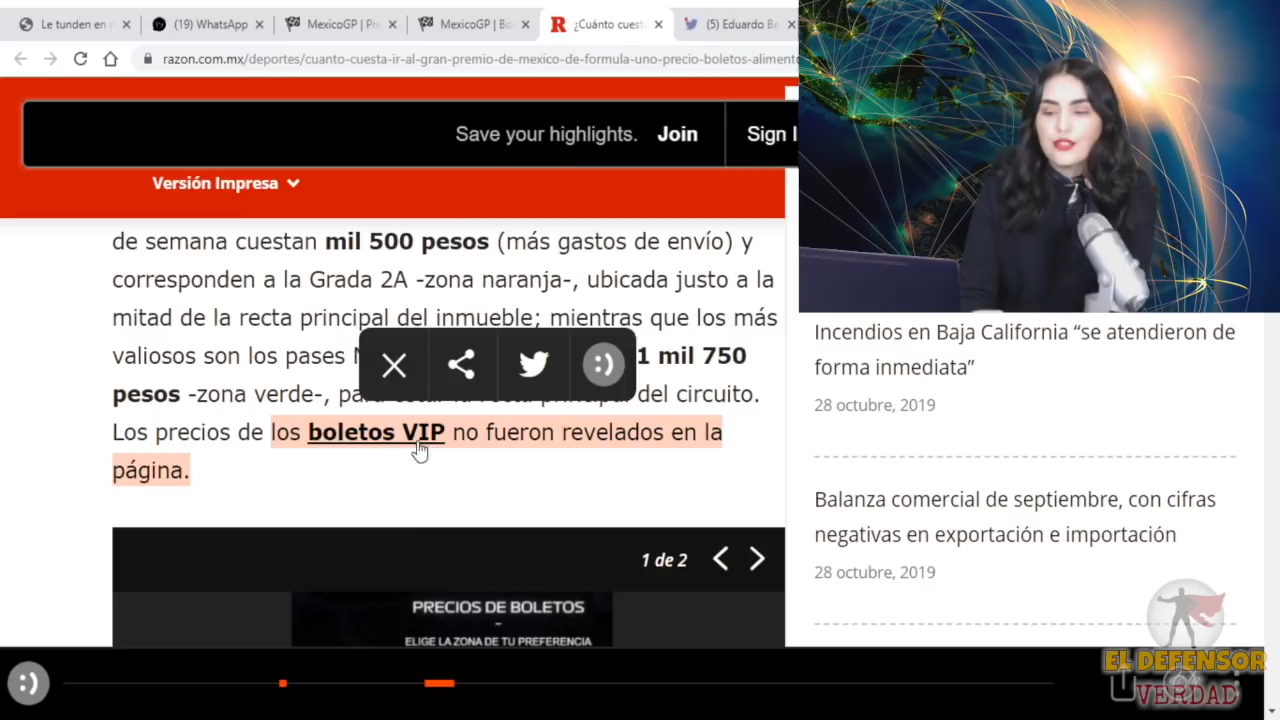 Le tunden en
(19) WhatsApp
MexicoGP | Pr
MexicoGP | Bo
¿Cuánto cuest
(5) Eduardo Be
razon.com.mx/deportes/cuanto-cuesta-ir-al-gran-premio-de-mexico-de-formula-uno-precio-boletos-alimento
Save your highlights. Join Sign I
Versión Impresa
de semana cuestan mil 500 pesos (más gastos de envío) y
corresponden a la Grada 2A -zona naranja-, ubicada justo a la
mitad de la recta principal del inmueble; mientras que los más
valiosos son los pases 1 mil 750
pesos -zona verde-, para estar la recta principal del circuito.
Los precios de los boletos VIP no fueron revelados en la
página.
1 de 2
PRECIOS DE BOLETOS
ELIGE LA ZONA DE TU PREFERENCIA
Incendios en Baja California “se atendieron de
forma inmediata”
28 octubre, 2019
Balanza comercial de septiembre, con cifras
negativas en exportación e importación
28 octubre, 2019
EL DEFENSOR
VERDAD